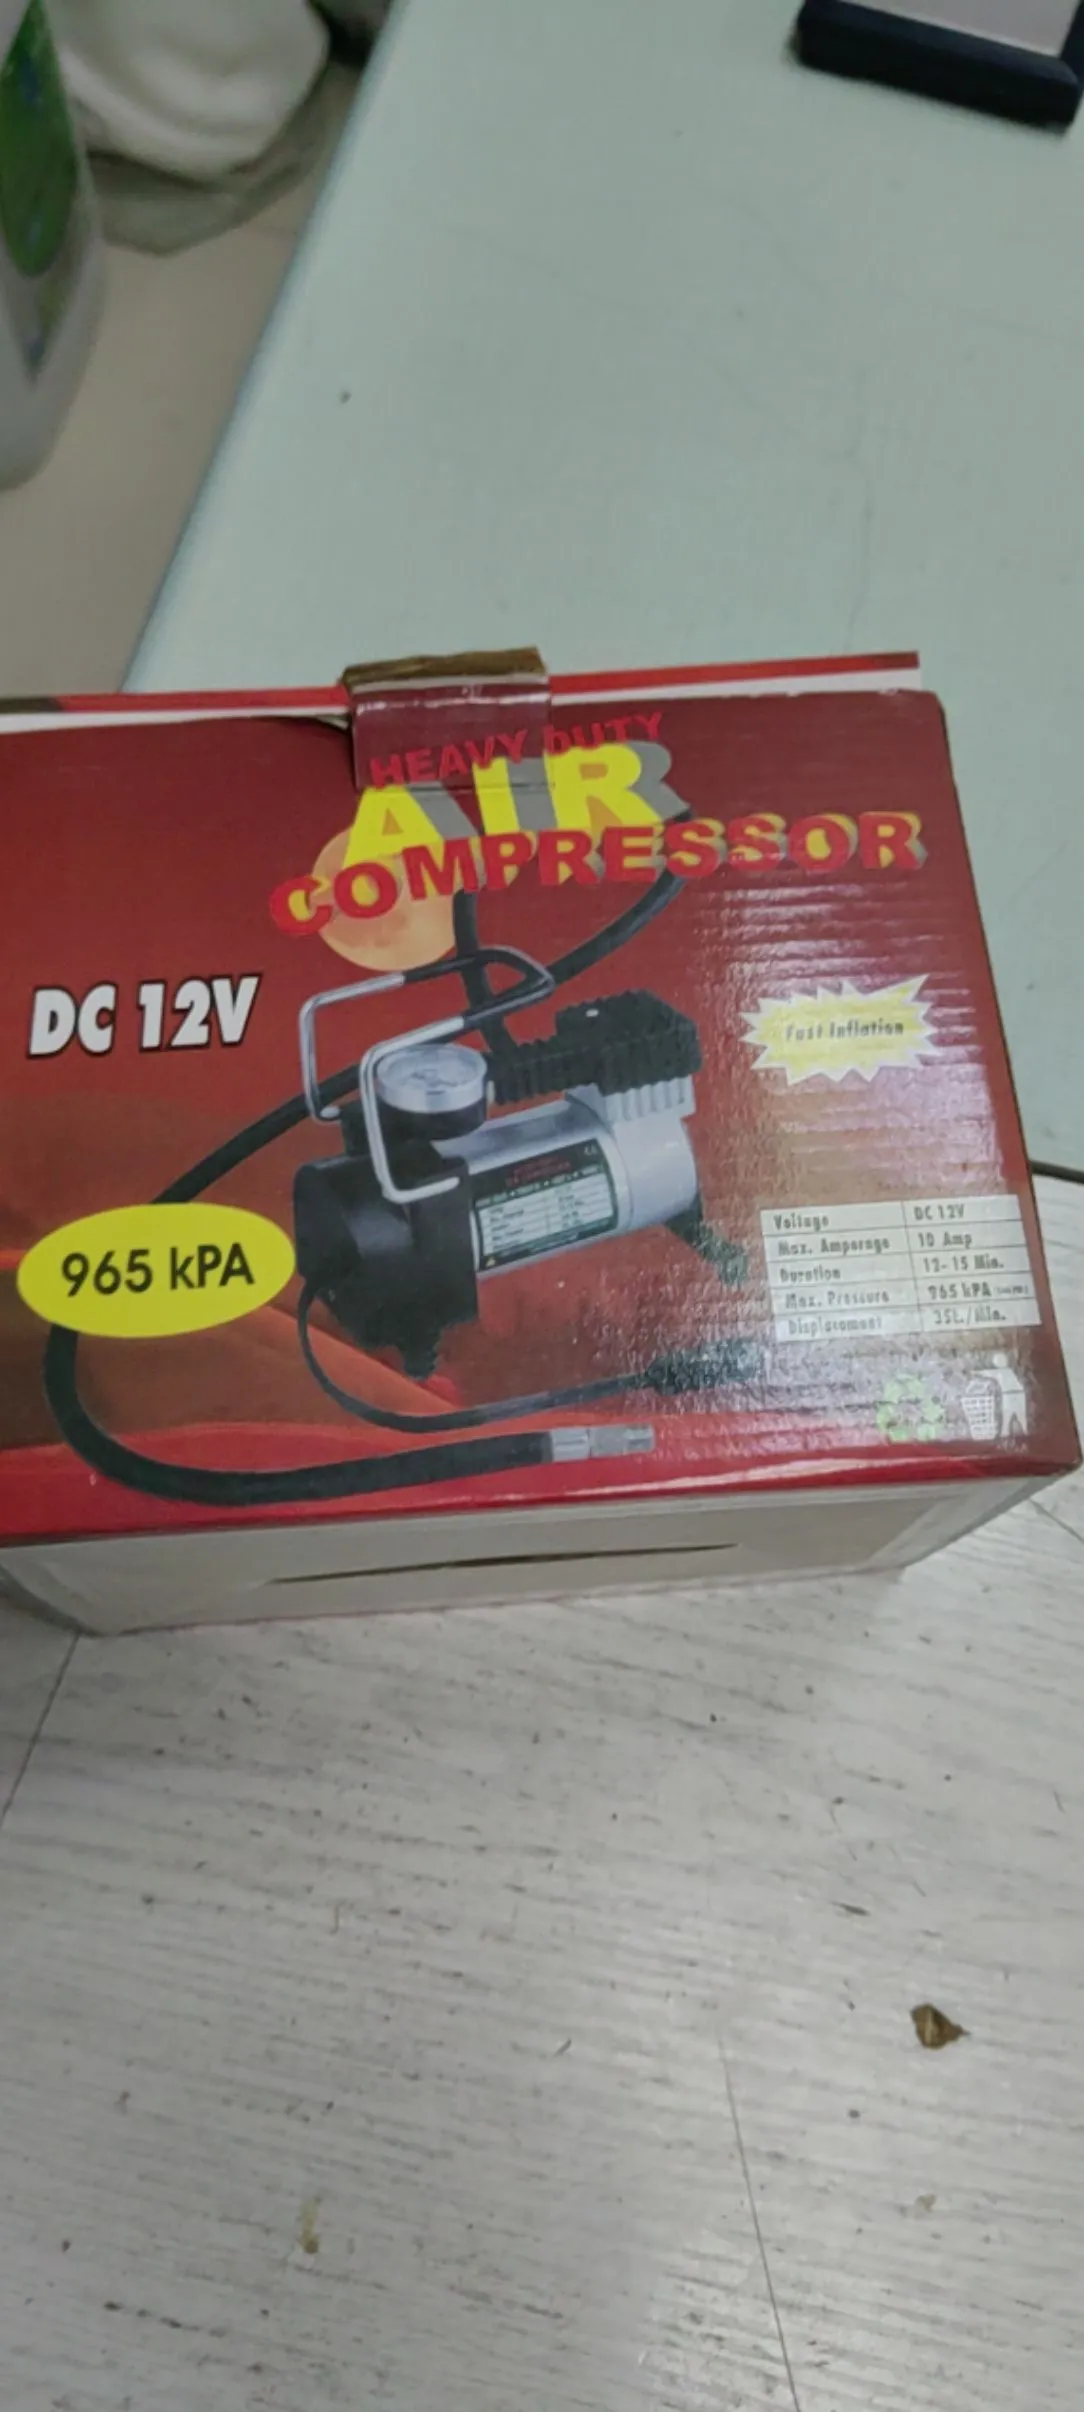 HEAVY DUTY
AIR
COMPRESSOR
DC 12V
Fast Inflation
965 kPA
Voltage DC 12V
Max. Amperage 10 Amp
Duration 12-15 Min.
Max. Pressure 965 kPA
Displacement 35L./Min.